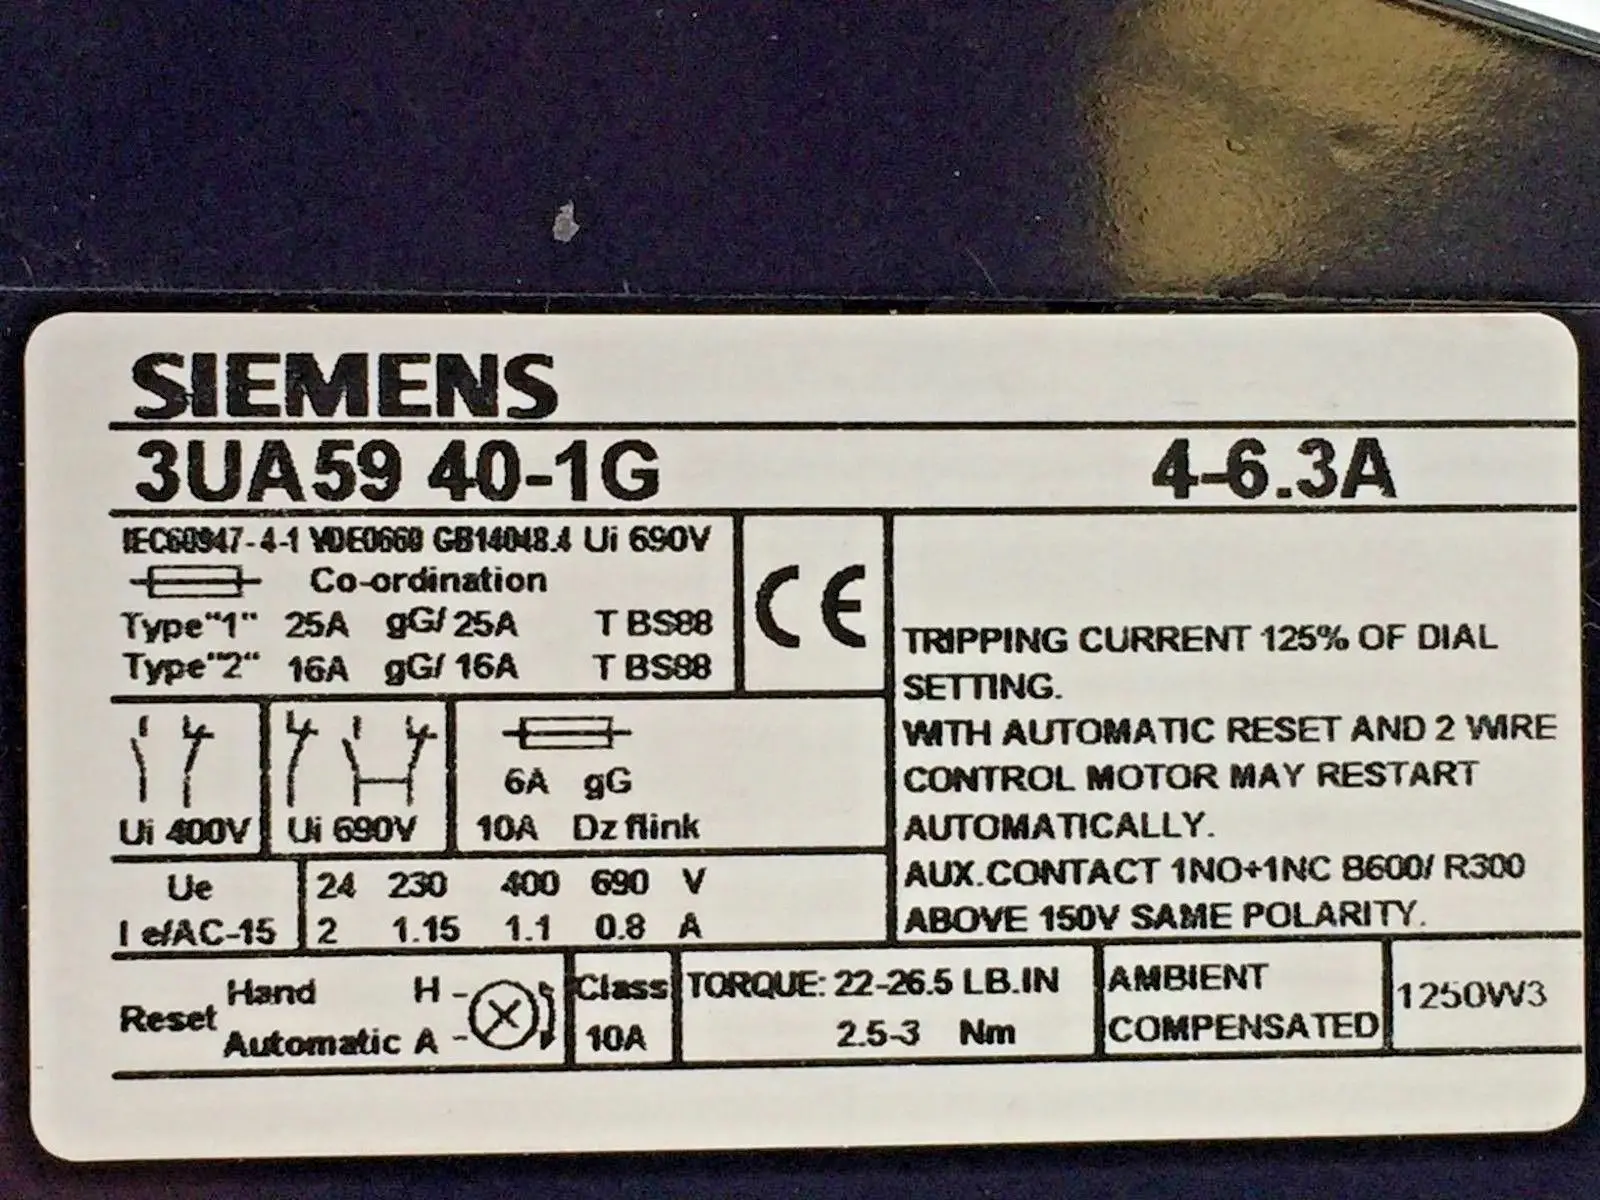 SIEMENS
3UA59 40-1G 4-6.3A
IEC60947-4-1 VDE0660 GB14048.4 Ui 690V
Co-ordination
Type"1" 25A gG/ 25A T BS88
Type"2" 16A gG/ 16A T BS88
CE
TRIPPING CURRENT 125% OF DIAL
SETTING.
WITH AUTOMATIC RESET AND 2 WIRE
CONTROL MOTOR MAY RESTART
AUTOMATICALLY.
AUX.CONTACT 1NO+1NC B600/ R300
ABOVE 150V SAME POLARITY.
6A gG
Ui 400V Ui 690V 10A Dz flink
Ue 24 230 400 690 V
I e/AC-15 2 1.15 1.1 0.8 A
Reset Hand H
Automatic A
Class
10A
TORQUE: 22-26.5 LB.IN
2.5-3 Nm
AMBIENT
COMPENSATED
1250W3